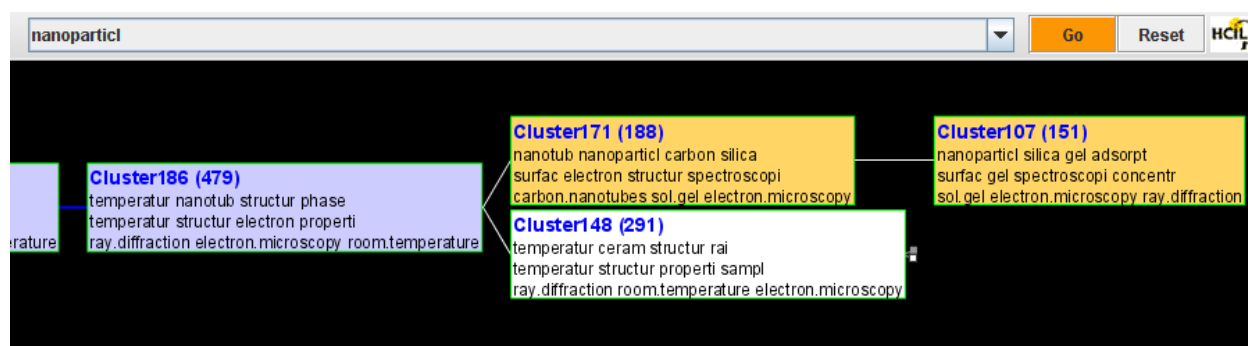 nanoparticl
Go
Reset
HCIL
erature
Cluster186 (479)
temperatur nanotub structur phase
temperatur structur electron properti
ray.diffraction electron.microscopy room.temperature
Cluster171 (188)
nanotub nanoparticl carbon silica
surfac electron structur spectroscopi
carbon.nanotubes sol.gel electron.microscopy
Cluster148 (291)
temperatur ceram structur rai
temperatur structur properti sampl
ray.diffraction room.temperature electron.microscopy
Cluster107 (151)
nanoparticl silica gel adsorpt
surfac gel spectroscopi concentr
sol.gel electron.microscopy ray.diffraction